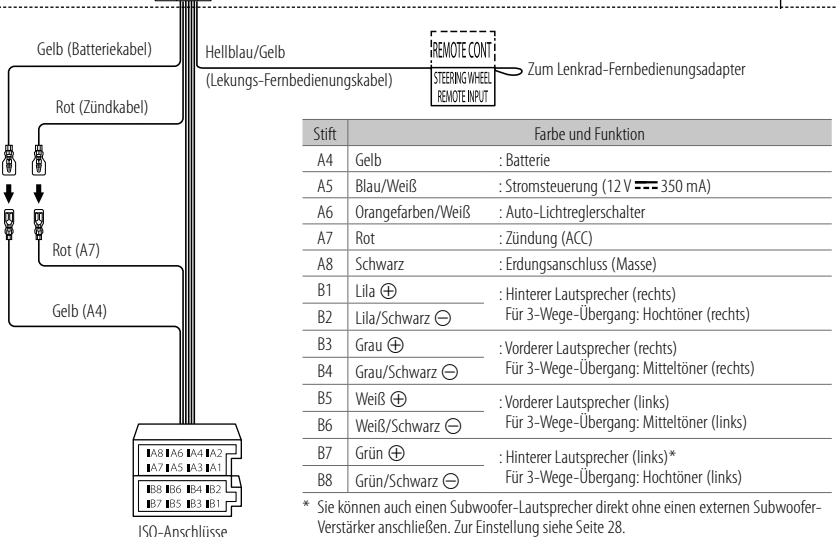 Gelb (Batteriekabel)
Hellblau/Gelb
(Lekungs-Fernbedienungskabel)
REMOTE CONT
STEERING WHEEL
REMOTE INPUT
Zum Lenkrad-Fernbedienungsadapter
Rot (Zündkabel)
Rot (A7)
Gelb (A4)
A8 A6 A4 A2
A7 A5 A3 A1
B8 B6 B4 B2
B7 B5 B3 B1
ISO-Anschlüsse
Stift Farbe und Funktion
A4 Gelb : Batterie
A5 Blau/Weiß : Stromsteuerung (12 V ⎓ 350 mA)
A6 Orangefarben/Weiß : Auto-Lichtreglerschalter
A7 Rot : Zündung (ACC)
A8 Schwarz : Erdungsanschluss (Masse)
B1 Lila ⊕ : Hinterer Lautsprecher (rechts)
B2 Lila/Schwarz ⊖ Für 3-Wege-Übergang: Hochtöner (rechts)
B3 Grau ⊕ : Vorderer Lautsprecher (rechts)
B4 Grau/Schwarz ⊖ Für 3-Wege-Übergang: Mitteltöner (rechts)
B5 Weiß ⊕ : Vorderer Lautsprecher (links)
B6 Weiß/Schwarz ⊖ Für 3-Wege-Übergang: Mitteltöner (links)
B7 Grün ⊕ : Hinterer Lautsprecher (links)*
B8 Grün/Schwarz ⊖ Für 3-Wege-Übergang: Hochtöner (links)
* Sie können auch einen Subwoofer-Lautsprecher direkt ohne einen externen Subwoofer-
Verstärker anschließen. Zur Einstellung siehe Seite 28.